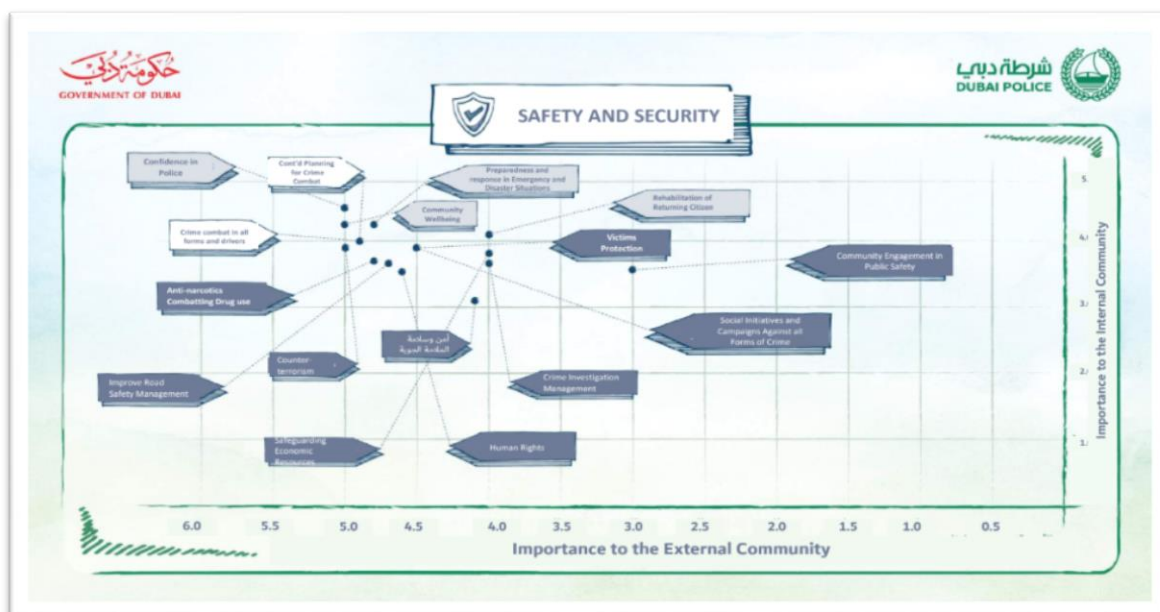 حكومة دبي
GOVERNMENT OF DUBAI
شرطة دبي
DUBAI POLICE
SAFETY AND SECURITY
Confidence in
Police
Cont'd Planning
for Crime
Combat
Preparedness and
response in Emergency and
Disaster Situations
Community
Wellbeing
Rehabilitation of
Returning Citizen
Crime combat in all
forms and drivers
Victims
Protection
Community Engagement in
Public Safety
Anti-narcotics
Combatting Drug use
أمن وسلامة
الملاحة الجوية
Social Initiatives and
Campaigns Against all
Forms of Crime
Counter-
terrorism
Improve Road
Safety Management
Crime Investigation
Management
Safeguarding
Economic
Resources
Human Rights
5.
4.
3.
2.
1.
Importance to the Internal Community
6.0 5.5 5.0 4.5 4.0 3.5 3.0 2.5 2.0 1.5 1.0 0.5
Importance to the External Community